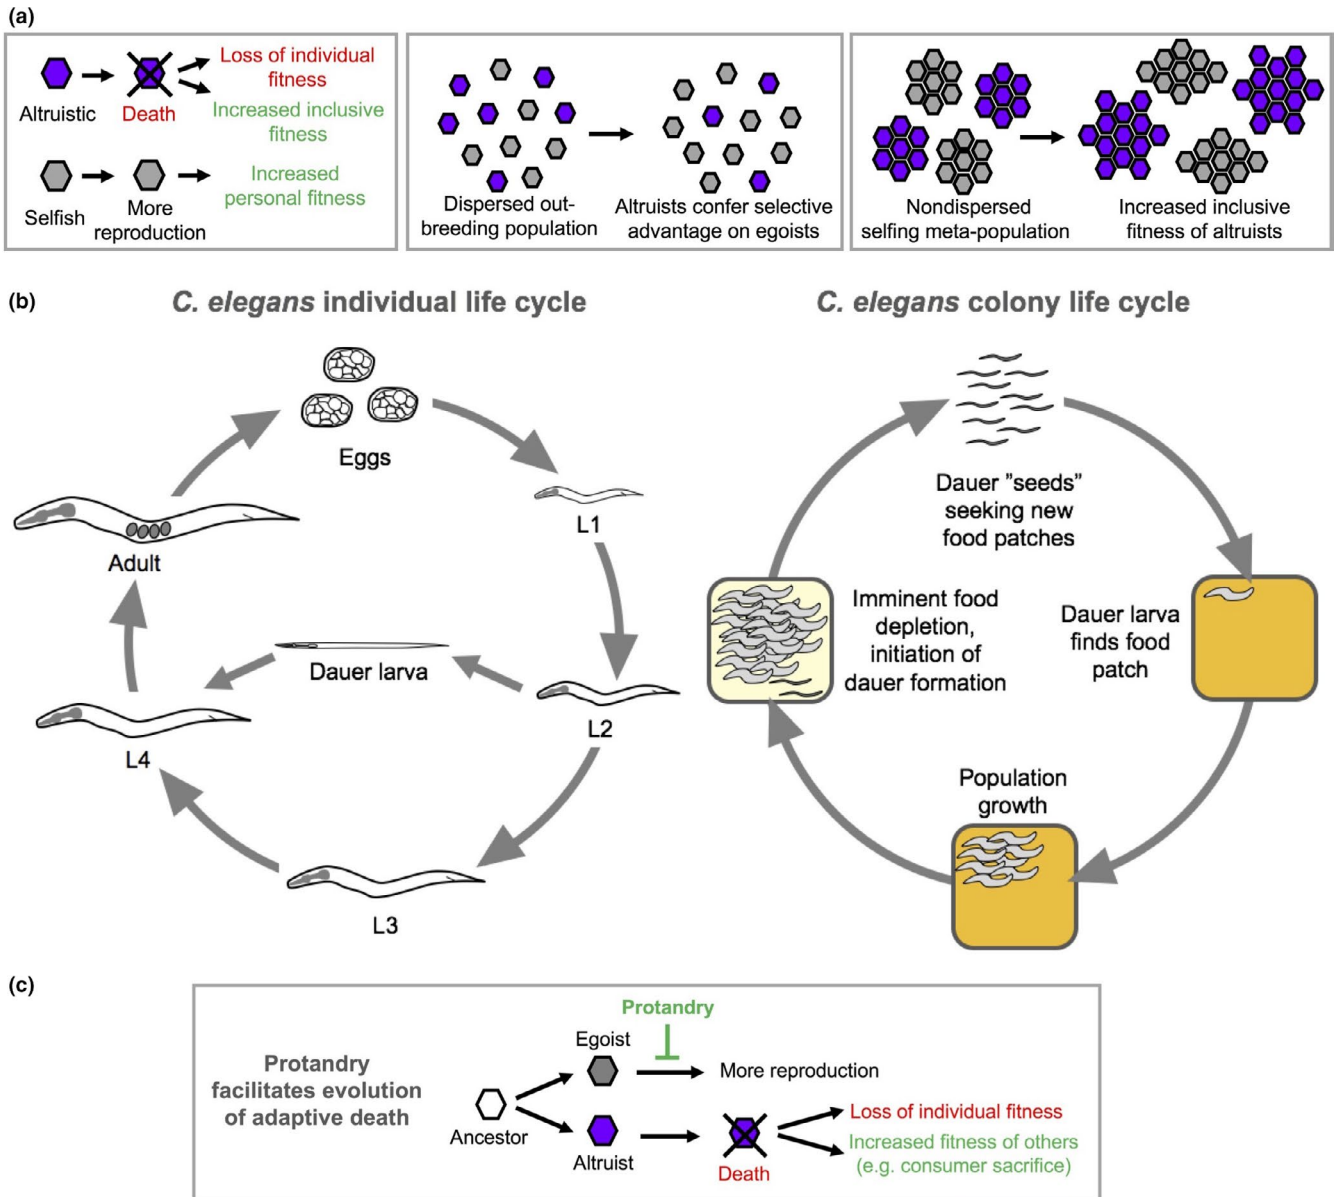 (a)
Altruistic
Death
Loss of individual
fitness
Increased inclusive
fitness
Selfish
More
reproduction
Increased
personal fitness
Dispersed out-
breeding population
Altruists confer selective
advantage on egoists
Nondispersed
selfing meta-population
Increased inclusive
fitness of altruists
(b)
C. elegans individual life cycle
Eggs
L1
L2
Dauer larva
L3
L4
Adult
C. elegans colony life cycle
Dauer ”seeds”
seeking new
food patches
Dauer larva
finds food
patch
Population
growth
Imminent food
depletion,
initiation of
dauer formation
(c)
Protandry
facilitates evolution
of adaptive death
Ancestor
Protandry
Egoist
More reproduction
Altruist
Death
Loss of individual fitness
Increased fitness of others
(e.g. consumer sacrifice)